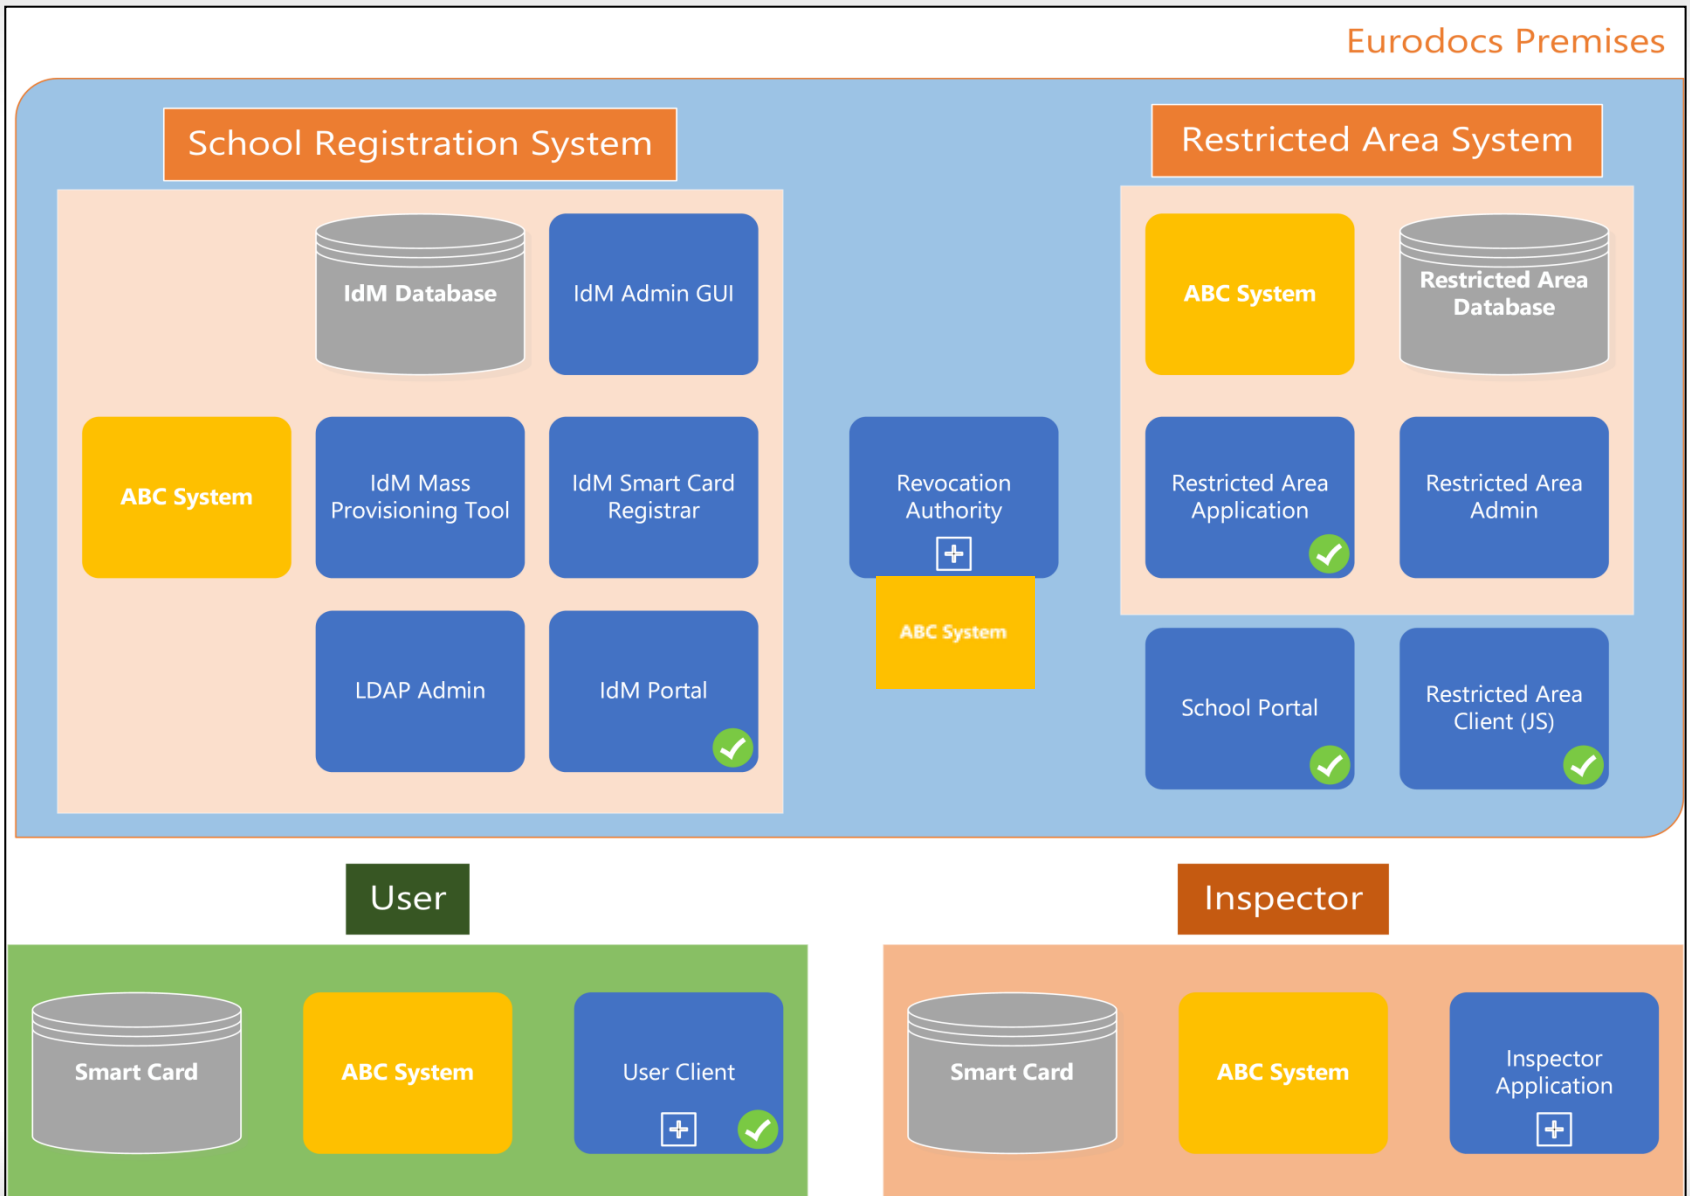 Eurodocs Premises
School Registration System
Restricted Area System
IdM Database
IdM Admin GUI
ABC System
Restricted Area
Database
ABC System
IdM Mass
Provisioning Tool
IdM Smart Card
Registrar
Revocation
Authority
Restricted Area
Application
Restricted Area
Admin
ABC System
LDAP Admin
IdM Portal
School Portal
Restricted Area
Client (JS)
User
Inspector
Smart Card
ABC System
User Client
Smart Card
ABC System
Inspector
Application